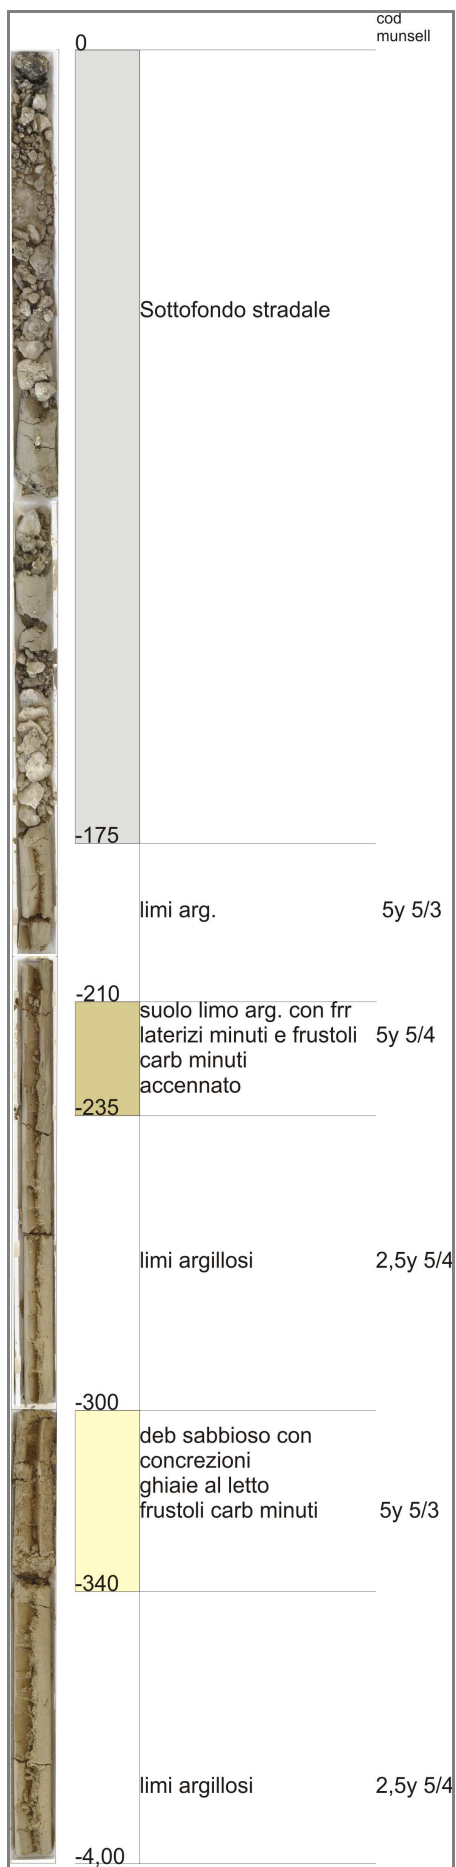 cod
munsell
0
Sottofondo stradale
-175
limi arg. 5y 5/3
-210
suolo limo arg. con frr
laterizi minuti e frustoli 5y 5/4
carb minuti
accennato
-235
limi argillosi 2,5y 5/4
-300
deb sabbioso con
concrezioni
ghiaie al letto
frustoli carb minuti 5y 5/3
-340
limi argillosi 2,5y 5/4
-4,00